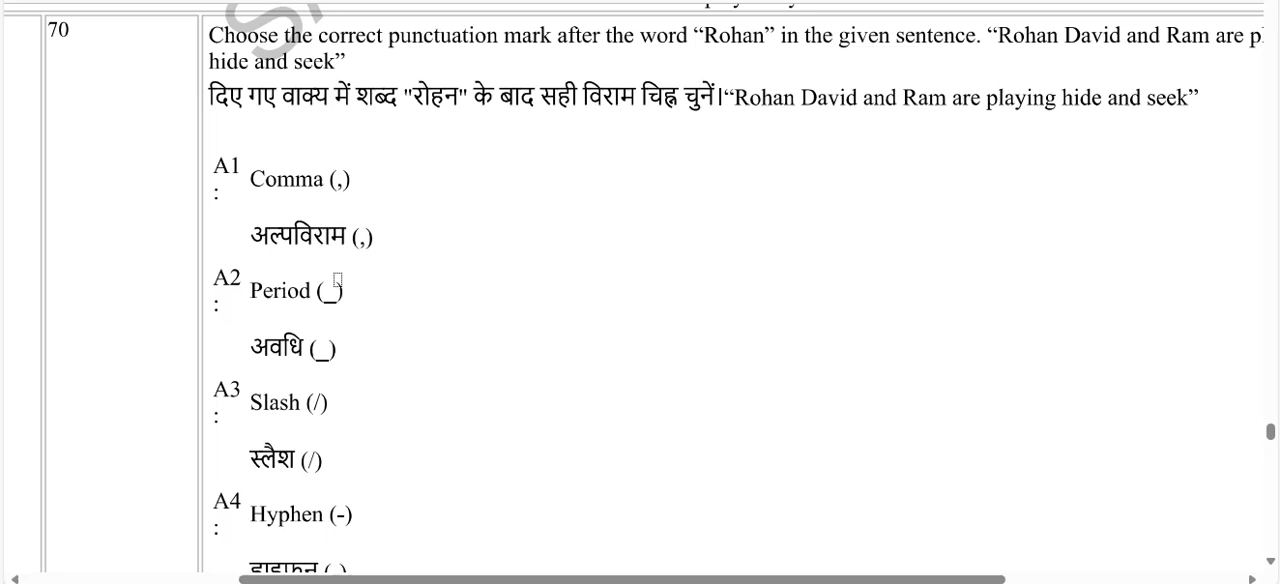 70
Choose the correct punctuation mark after the word “Rohan” in the given sentence. “Rohan David and Ram are
hide and seek”
दिए गए वाक्य में शब्द "रोहन" के बाद सही विराम चिह्न चुनें।“Rohan David and Ram are playing hide and seek”
A1
:
Comma (,)
अल्पविराम (,)
A2
:
Period (_)
अवधि (_)
A3
:
Slash (/)
स्लैश (/)
A4
:
Hyphen (-)